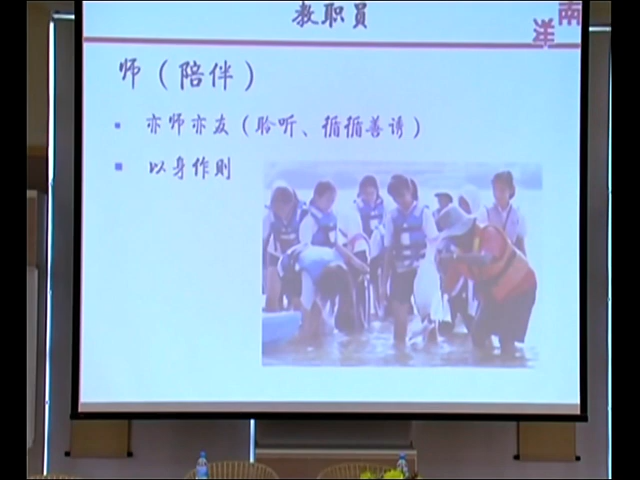 教职员
南洋
师（陪伴）
▪ 亦师亦友（聆听、循循善诱）
▪ 以身作则